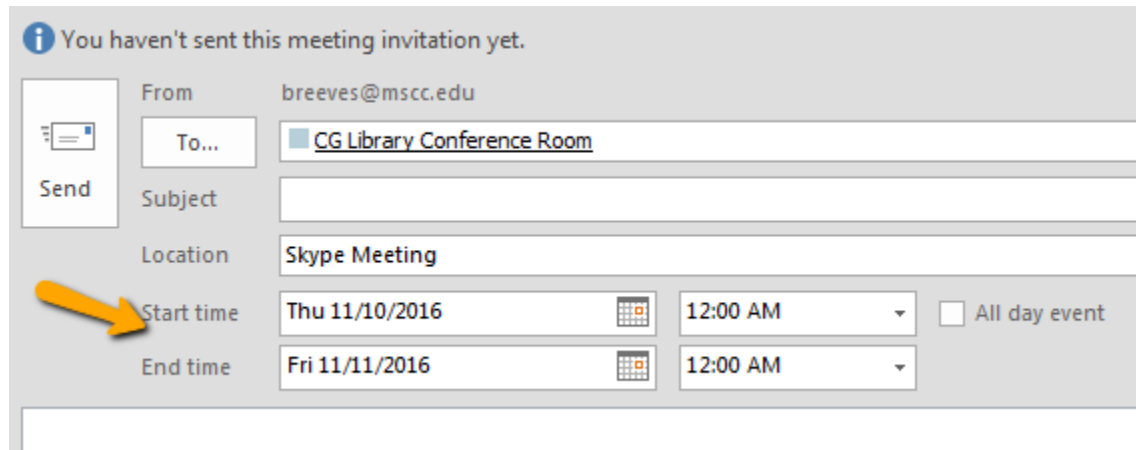 You haven't sent this meeting invitation yet.
From breeves@mscc.edu
To... CG Library Conference Room
Send
Subject
Location Skype Meeting
Start time Thu 11/10/2016 12:00 AM All day event
End time Fri 11/11/2016 12:00 AM